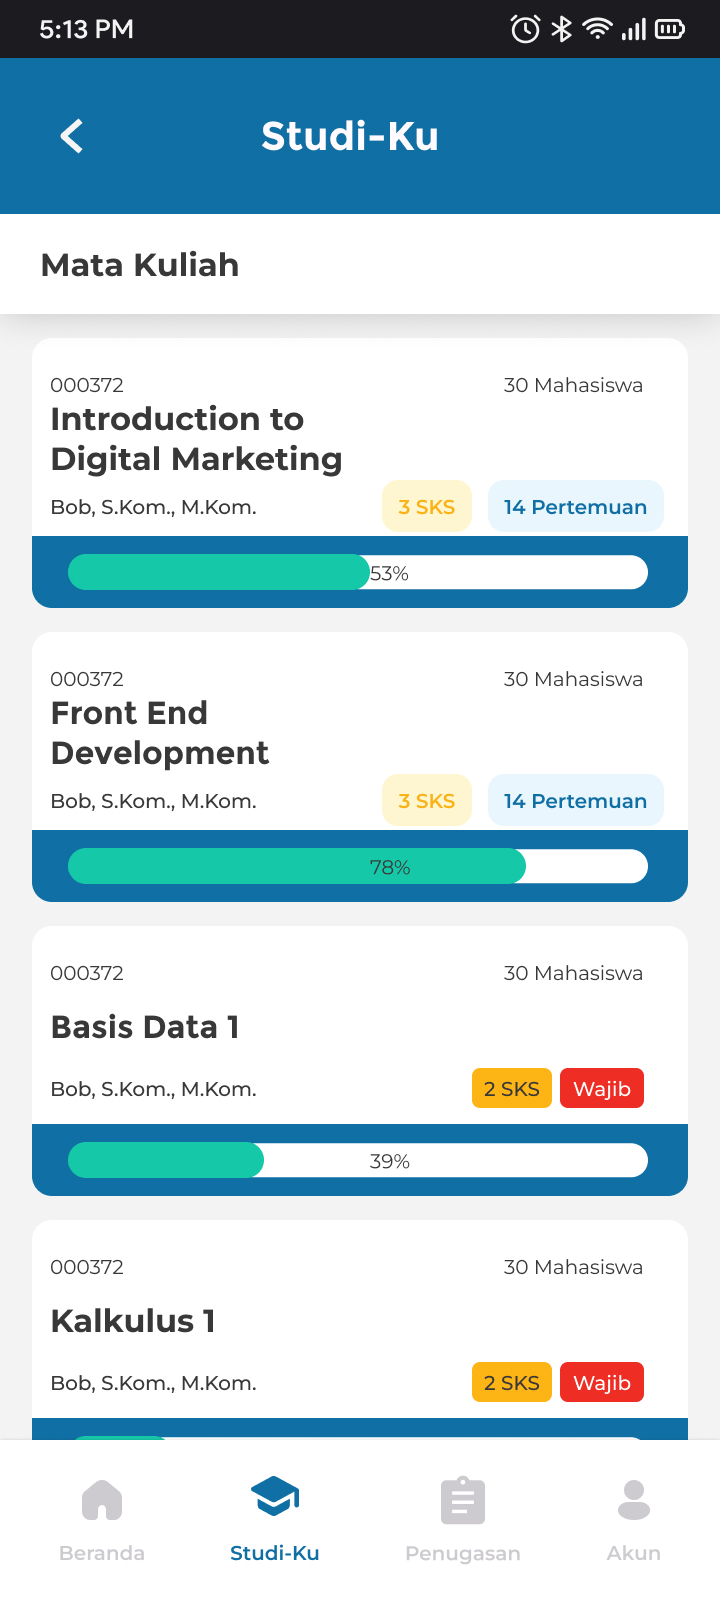 5:13 PM
Studi-Ku
Mata Kuliah
000372
30 Mahasiswa
Introduction to
Digital Marketing
Bob, S.Kom., M.Kom.
3 SKS
14 Pertemuan
53%
000372
30 Mahasiswa
Front End
Development
Bob, S.Kom., M.Kom.
3 SKS
14 Pertemuan
78%
000372
30 Mahasiswa
Basis Data 1
Bob, S.Kom., M.Kom.
2 SKS
Wajib
39%
000372
30 Mahasiswa
Kalkulus 1
Bob, S.Kom., M.Kom.
2 SKS
Wajib
Beranda
Studi-Ku
Penugasan
Akun